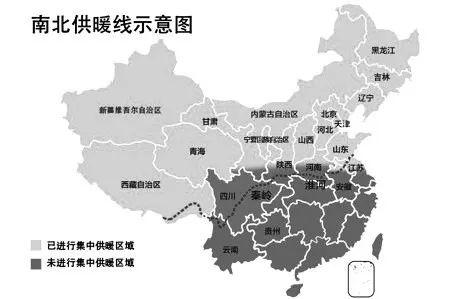 南北供暖线示意图
黑龙江
吉林
辽宁
新疆维吾尔自治区
内蒙古自治区
北京
天津
甘肃
河北
宁夏回族自治区
山西
山东
青海
陕西
河南
江苏
西藏自治区
四川
秦岭
淮河
安徽
贵州
云南
已进行集中供暖区域
未进行集中供暖区域